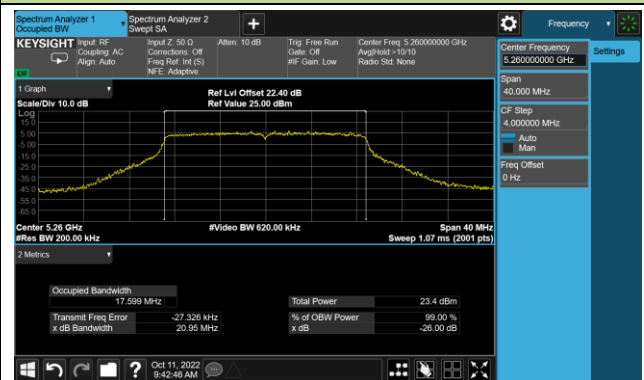 Spectrum Analyzer 1
Occupied BW
Spectrum Analyzer 2
Swept SA
Frequency
KEYSIGHT
Input: RF
Coupling: AC
Align: Auto
Input Z: 50 Ω
Corrections: Off
Freq Ref: Int (S)
NFE: Adaptive
Atten: 10 dB
Trig: Free Run
Gate: Off
#IF Gain: Low
Center Freq: 5.260000000 GHz
Avg|Hold:>10/10
Radio Std: None
Center Frequency
5.260000000 GHz
Settings
Span
40.000 MHz
CF Step
4.000000 MHz
Auto
Man
Freq Offset
0 Hz
1 Graph
Scale/Div 10.0 dB
Ref Lvl Offset 22.40 dB
Ref Value 25.00 dBm
Log
15.0
5.00
-5.00
-15.0
-25.0
-35.0
-45.0
-55.0
-65.0
Center 5.26 GHz
#Video BW 620.00 kHz
Span 40 MHz
#Res BW 200.00 kHz
Sweep 1.07 ms (2001 pts)
2 Metrics
Occupied Bandwidth
17.599 MHz
Total Power 23.4 dBm
Transmit Freq Error -27.326 kHz
% of OBW Power 99.00 %
x dB Bandwidth 20.95 MHz
x dB -26.00 dB
?
Oct 11, 2022
9:42:46 AM